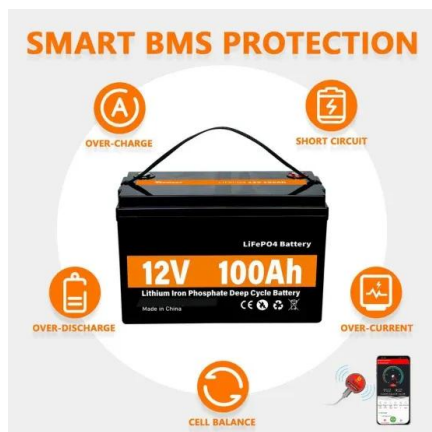 SMART BMS PROTECTION
A
OVER-CHARGE
SHORT CIRCUIT
LiFePO4 Battery
12V 100Ah
Lithium Iron Phosphate Deep Cycle Battery
Made in China
CE
OVER-DISCHARGE
OVER-CURRENT
CELL BALANCE